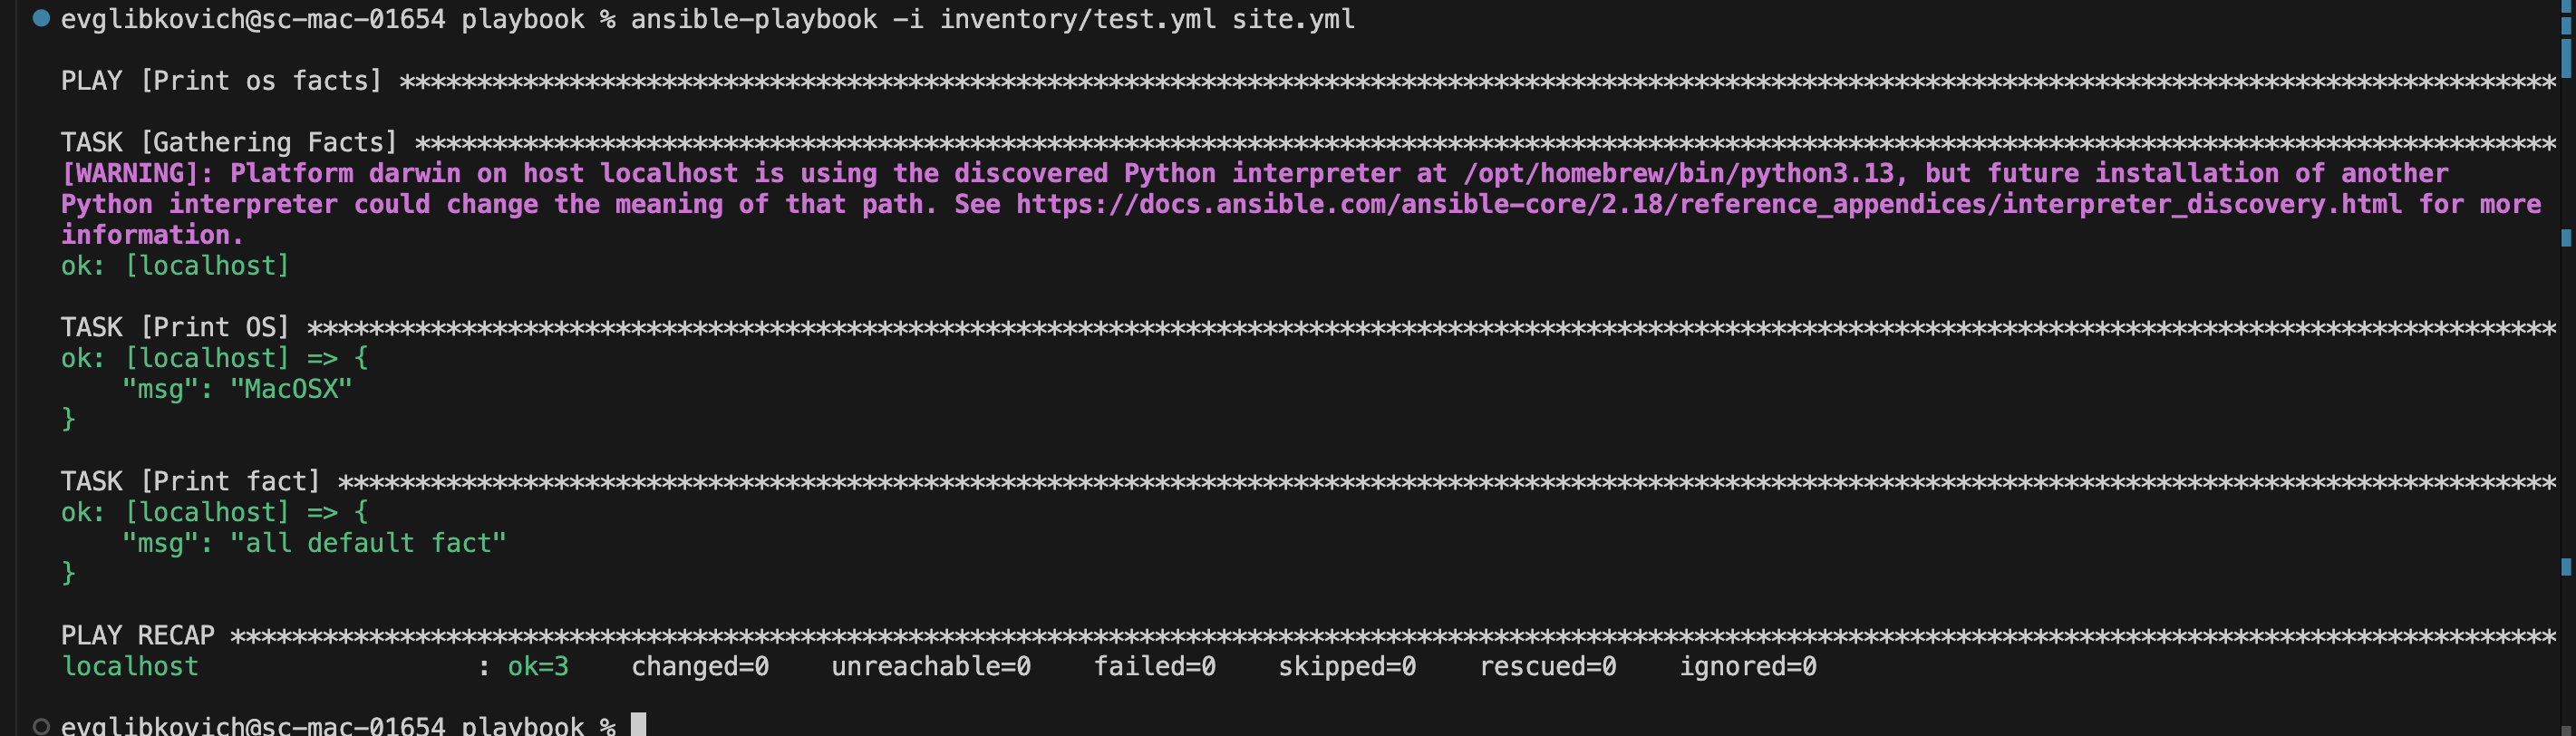 evglibkovich@sc-mac-01654 playbook % ansible-playbook -i inventory/test.yml site.yml
PLAY [Print os facts] ********************************************************************************************************************************************
TASK [Gathering Facts] *******************************************************************************************************************************************
[WARNING]: Platform darwin on host localhost is using the discovered Python interpreter at /opt/homebrew/bin/python3.13, but future installation of another
Python interpreter could change the meaning of that path. See https://docs.ansible.com/ansible-core/2.18/reference_appendices/interpreter_discovery.html for more
information.
ok: [localhost]
TASK [Print OS] **************************************************************************************************************************************************
ok: [localhost] => {
    "msg": "MacOSX"
}
TASK [Print fact] ************************************************************************************************************************************************
ok: [localhost] => {
    "msg": "all default fact"
}
PLAY RECAP *******************************************************************************************************************************************************
localhost                  : ok=3    changed=0    unreachable=0    failed=0    skipped=0    rescued=0    ignored=0
evglibkovich@sc-mac-01654 playbook %